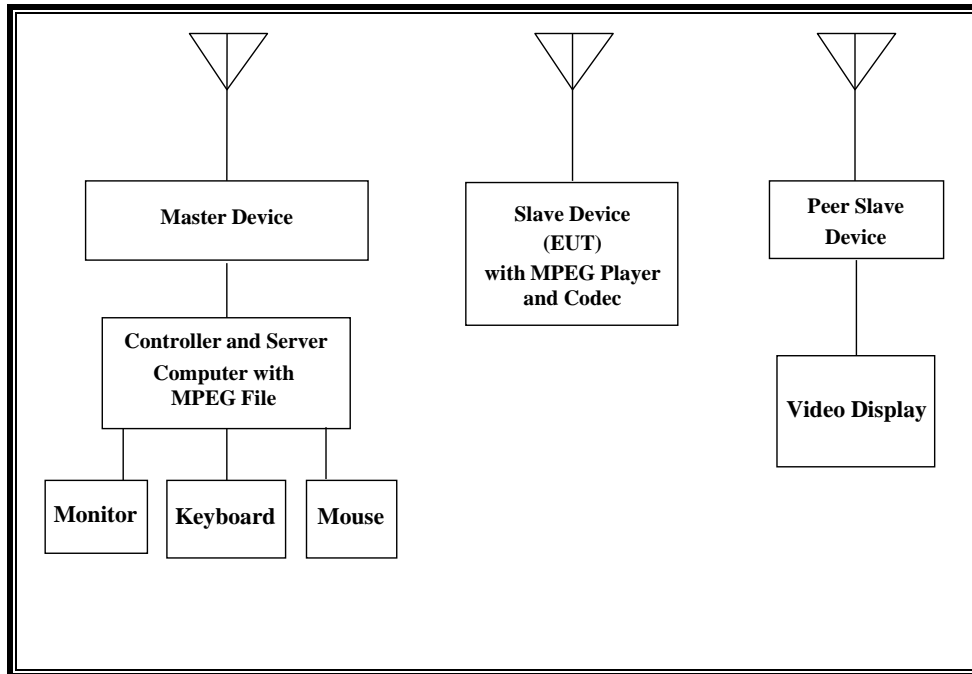 Master Device
Slave Device
(EUT)
with MPEG Player
and Codec
Peer Slave
Device
Controller and Server
Computer with
MPEG File
Video Display
Monitor
Keyboard
Mouse